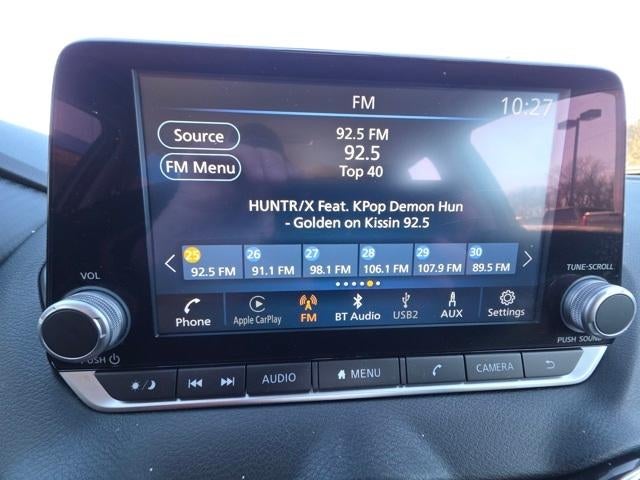 FM
10:27
Source
FM Menu
92.5 FM
92.5
Top 40
HUNTR/X Feat. KPop Demon Hun
- Golden on Kissin 92.5
25 26 27 28 29 30
92.5 FM 91.1 FM 98.1 FM 106.1 FM 107.9 FM 89.5 FM
Phone Apple CarPlay FM BT Audio USB2 AUX Settings
VOL
PUSH
TUNE-SCROLL
PUSH SOUND
AUDIO MENU CAMERA